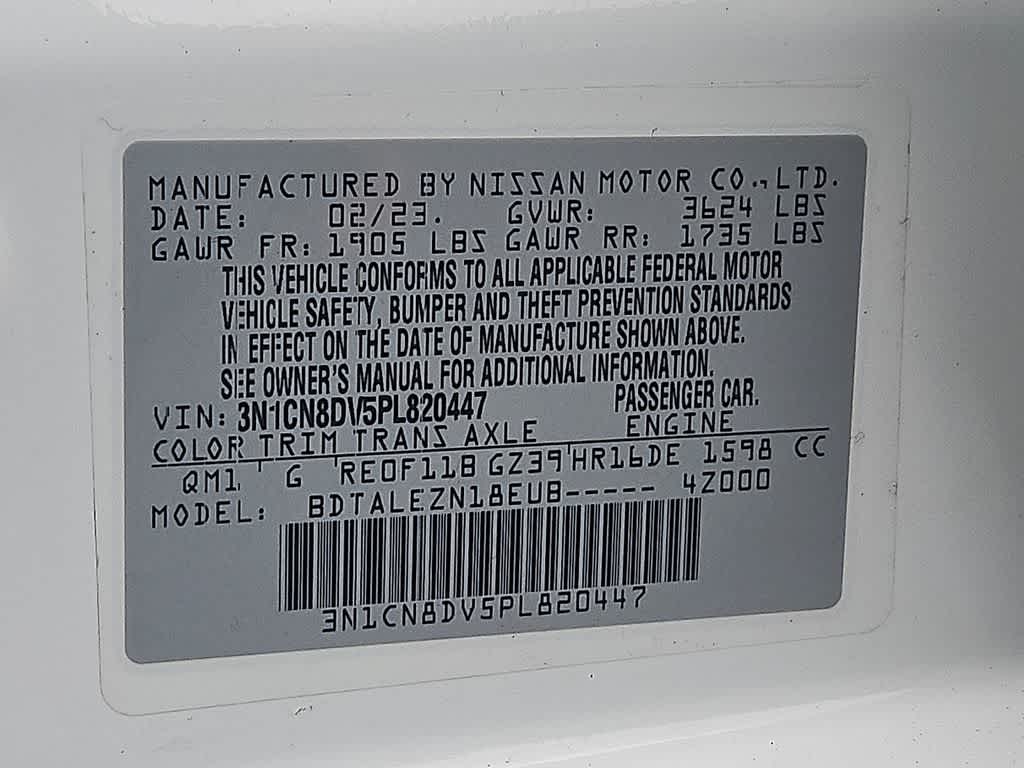 MANUFACTURED BY NISSAN MOTOR CO.,LTD.
DATE: 02/23. GVWR: 3624 LBS
GAWR FR: 1905 LBS GAWR RR: 1735 LBS
THIS VEHICLE CONFORMS TO ALL APPLICABLE FEDERAL MOTOR
VEHICLE SAFETY, BUMPER AND THEFT PREVENTION STANDARDS
IN EFFECT ON THE DATE OF MANUFACTURE SHOWN ABOVE.
SEE OWNER'S MANUAL FOR ADDITIONAL INFORMATION.
VIN: 3N1CN8DV5PL820447 PASSENGER CAR.
COLOR TRIM TRANS AXLE ENGINE
QM1 G RE0F11B GZ39 HR16DE 1598 CC
MODEL: BDTALEZN18EUB----- 4Z000
3N1CN8DV5PL820447